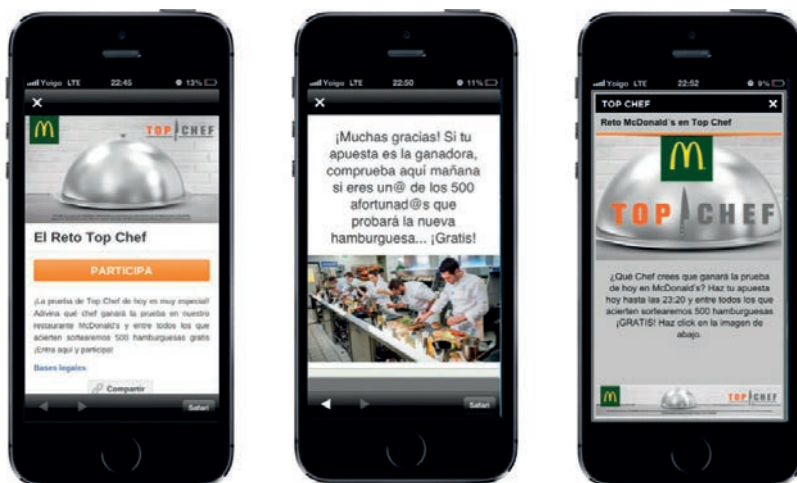 Yoigo LTE 22:45 13%
TOP CHEF
El Reto Top Chef
PARTICIPA
¡La prueba de Top Chef de hoy es muy especial!
Adivina qué chef ganará la prueba en nuestro
restaurante McDonald's y entre todos los que
acierten sortearemos 500 hamburguesas gratis
¡Entra aquí y participa!
Bases legales
Compartir
Safari
Yoigo LTE 22:50 11%
¡Muchas gracias! Si tu
apuesta es la ganadora,
comprueba aquí mañana
si eres un@ de los 500
afortunad@s que
probará la nueva
hamburguesa... ¡Gratis!
Safari
Yoigo LTE 22:52 9%
TOP CHEF
Reto McDonald's en Top Chef
TOP CHEF
¿Qué Chef crees que ganará la prueba
de hoy en McDonald's? Haz tu apuesta
hoy hasta las 23:20 y entre todos los que
acierten sortearemos 500 hamburguesas
¡GRATIS! Haz click en la imagen de
abajo.
TOP CHEF